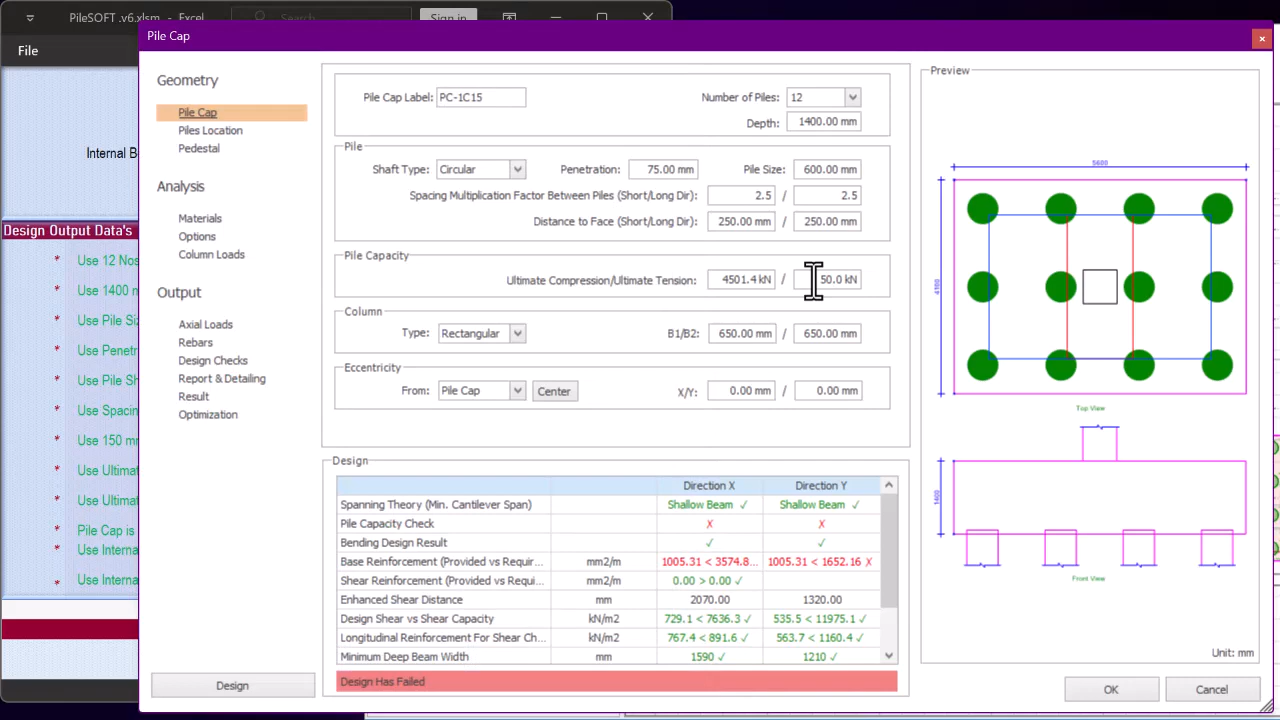 PileSOFT - v1.6
Search
Sign in
File
Pile Cap
Internal B
Design Output Data's
* Use 12 Nos
* Use 1400 m
* Use Pile Siz
* Use Penetr
* Use Pile Sh
* Use Spacin
* Use 150 m
* Use Ultimat
* Use Ultimat
* Pile Cap is
* Use Interna
* Use Interna
Geometry
Pile Cap
Piles Location
Pedestal
Analysis
Materials
Options
Column Loads
Output
Axial Loads
Rebars
Design Checks
Report & Detailing
Result
Optimization
Design
Pile Cap Label: PC-1C15 Number of Piles: 12
Depth: 1400.00 mm
Pile
Shaft Type: Circular Penetration: 75.00 mm Pile Size: 600.00 mm
Spacing Multiplication Factor Between Piles (Short/Long Dir): 2.5 / 2.5
Distance to Face (Short/Long Dir): 250.00 mm / 250.00 mm
Pile Capacity
Ultimate Compression/Ultimate Tension: 4501.4 kN / 50.0 kN
Column
Type: Rectangular B1/B2: 650.00 mm / 650.00 mm
Eccentricity
From: Pile Cap Center X/Y: 0.00 mm / 0.00 mm
Design
Direction X Direction Y
Spanning Theory (Min. Cantilever Span) Shallow Beam ✓ Shallow Beam ✓
Pile Capacity Check ✗ ✗
Bending Design Result ✓ ✓
Base Reinforcement (Provided vs Requir... mm2/m 1005.31 < 3574.8... 1005.31 < 1652.16 ✗
Shear Reinforcement (Provided vs Requi... mm2/m 0.00 > 0.00 ✓
Enhanced Shear Distance mm 2070.00 1320.00
Design Shear vs Shear Capacity kN/m2 729.1 < 7636.3 ✓ 535.5 < 11975.1 ✓
Longitudinal Reinforcement For Shear Ch... kN/m2 767.4 < 891.6 ✓ 563.7 < 1160.4 ✓
Minimum Deep Beam Width mm 1590 ✓ 1210 ✓
Design Has Failed
Preview
5600
4100
Top View
1400
Front View
Unit: mm
OK
Cancel